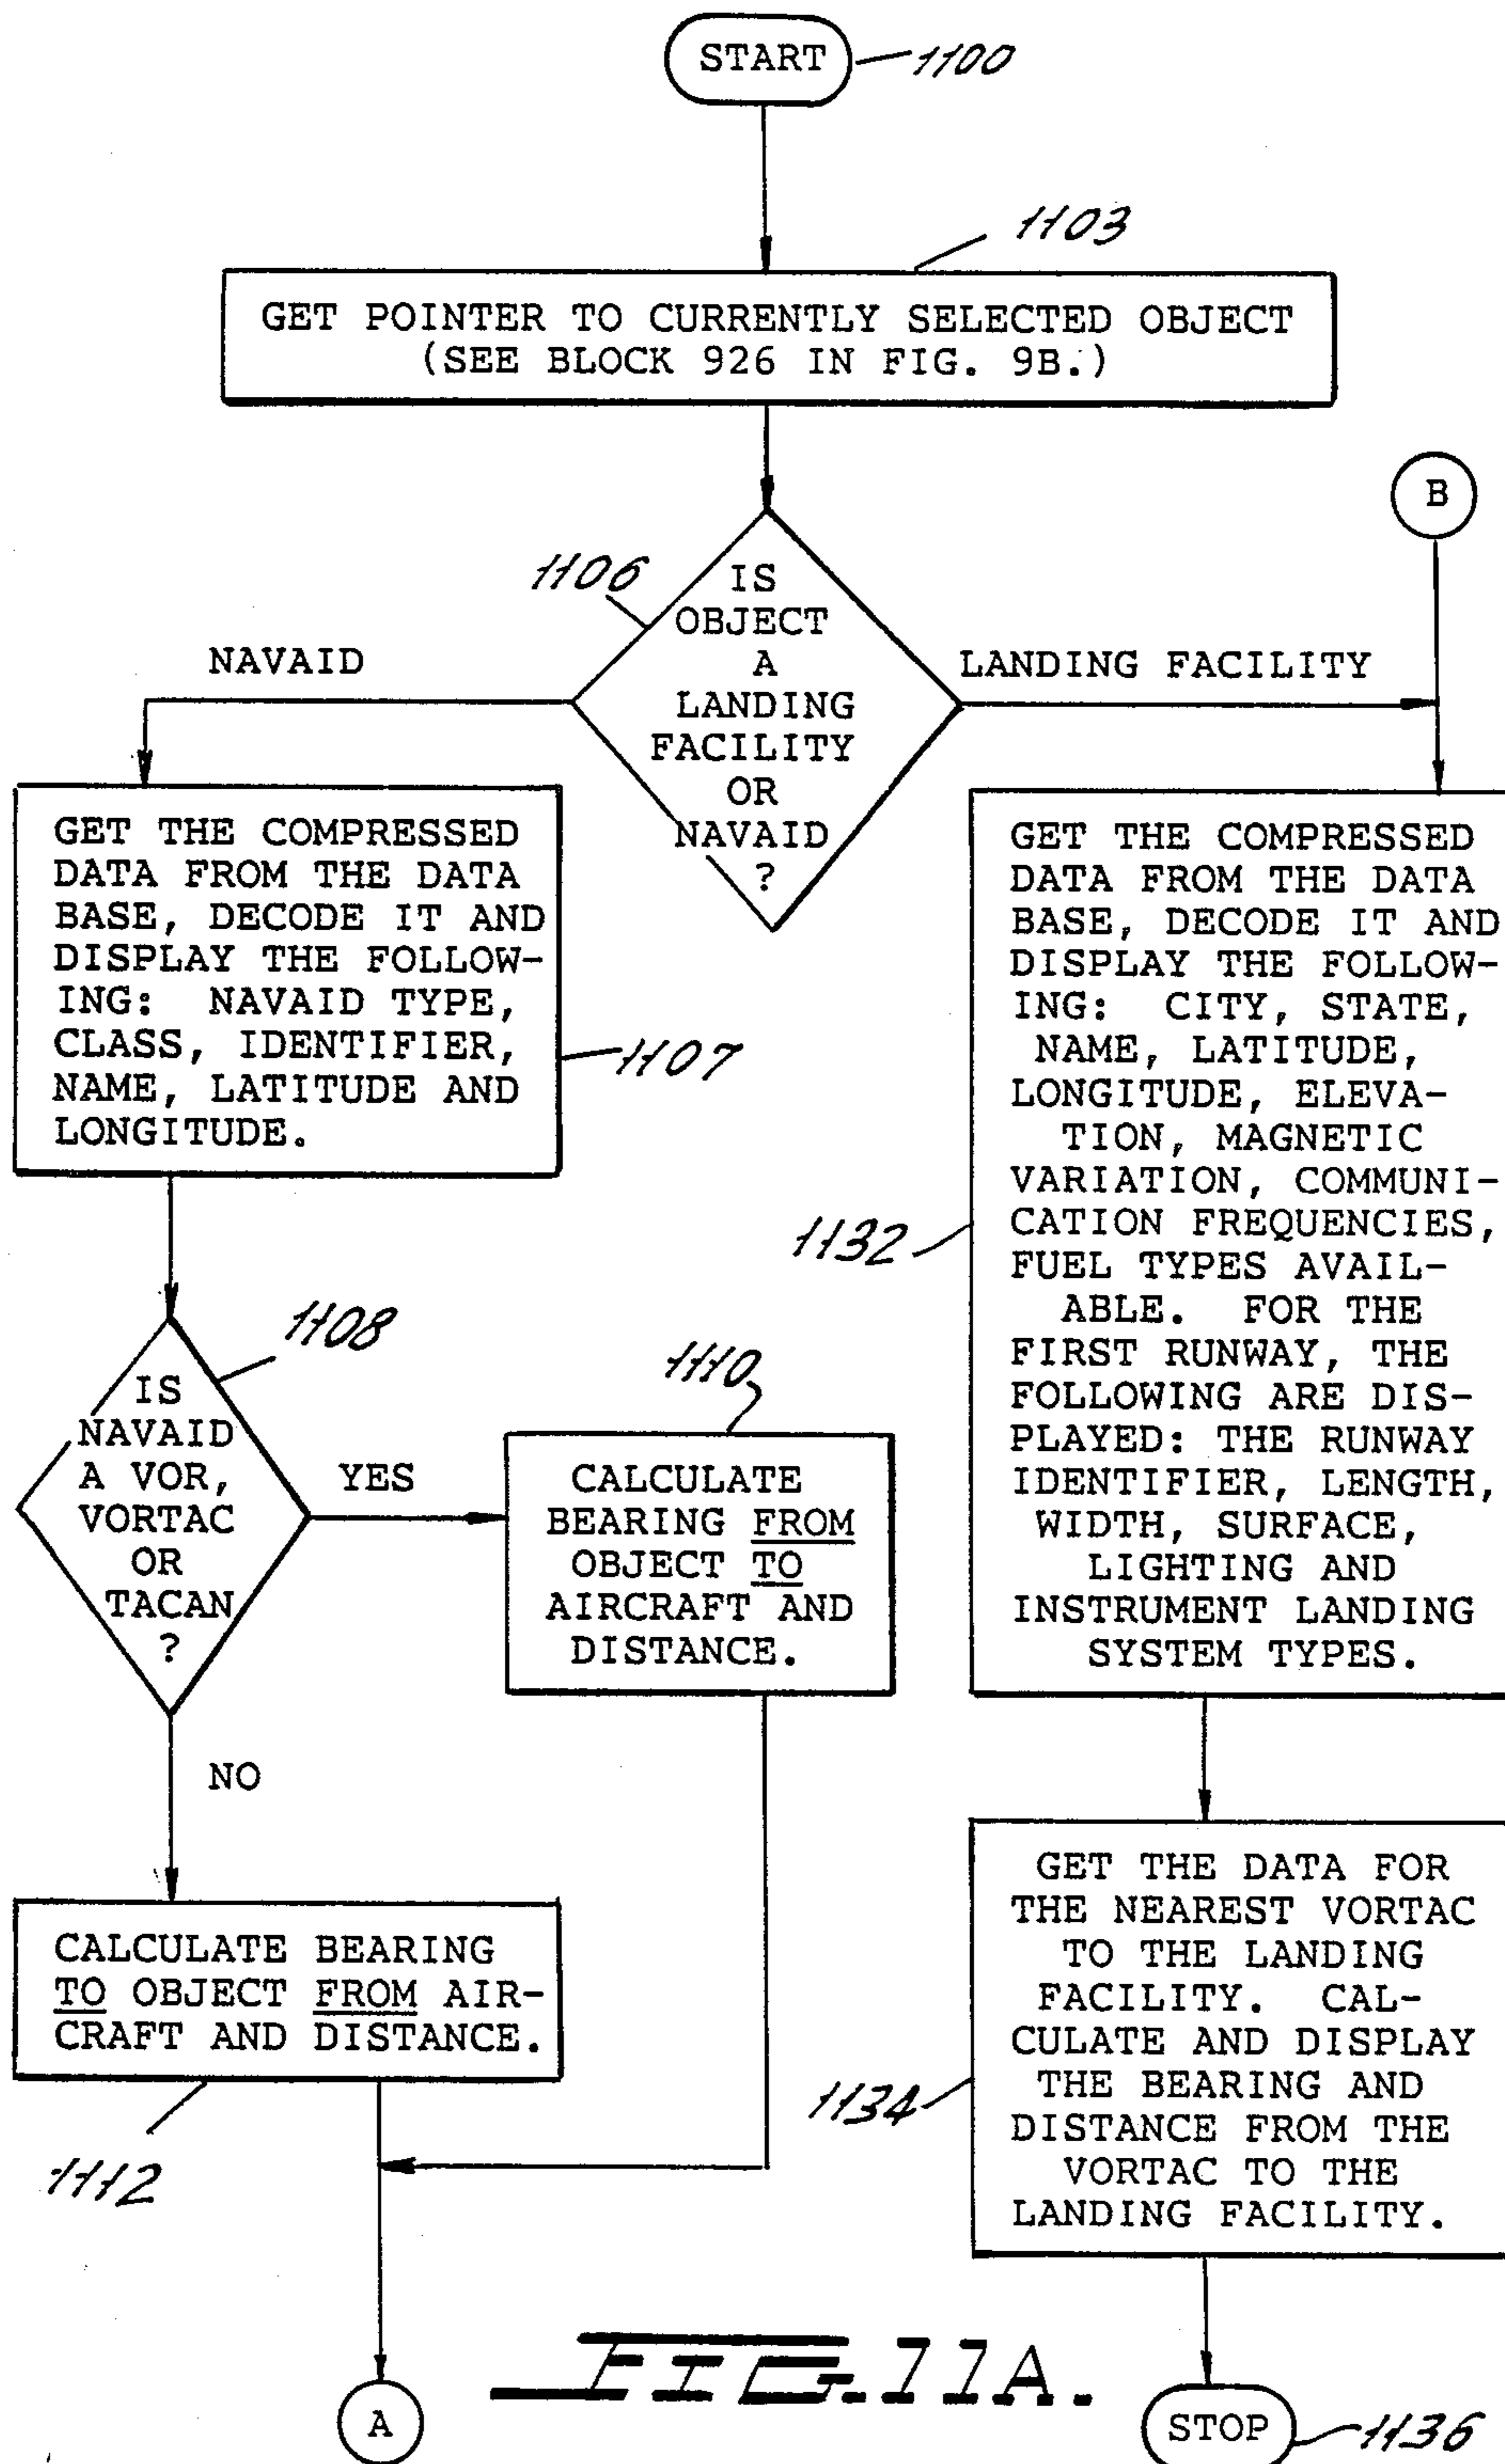 START
1100
1103
GET POINTER TO CURRENTLY SELECTED OBJECT
(SEE BLOCK 926 IN FIG. 9B.)
B
1106
IS
OBJECT
A
LANDING
FACILITY
OR
NAVAID
?
NAVAID
LANDING FACILITY
GET THE COMPRESSED
DATA FROM THE DATA
BASE, DECODE IT AND
DISPLAY THE FOLLOW-
ING: NAVAID TYPE,
CLASS, IDENTIFIER,
NAME, LATITUDE AND
LONGITUDE.
1107
1108
IS
NAVAID
A VOR,
VORTAC
OR
TACAN
?
YES
1110
CALCULATE
BEARING FROM
OBJECT TO
AIRCRAFT AND
DISTANCE.
NO
CALCULATE BEARING
TO OBJECT FROM AIR-
CRAFT AND DISTANCE.
1112
A
GET THE COMPRESSED
DATA FROM THE DATA
BASE, DECODE IT AND
DISPLAY THE FOLLOW-
ING: CITY, STATE,
NAME, LATITUDE,
LONGITUDE, ELEVA-
TION, MAGNETIC
VARIATION, COMMUNI-
CATION FREQUENCIES,
FUEL TYPES AVAIL-
ABLE. FOR THE
FIRST RUNWAY, THE
FOLLOWING ARE DIS-
PLAYED: THE RUNWAY
IDENTIFIER, LENGTH,
WIDTH, SURFACE,
LIGHTING AND
INSTRUMENT LANDING
SYSTEM TYPES.
1132
GET THE DATA FOR
THE NEAREST VORTAC
TO THE LANDING
FACILITY. CAL-
CULATE AND DISPLAY
THE BEARING AND
DISTANCE FROM THE
VORTAC TO THE
LANDING FACILITY.
1134
STOP
1136
FIG. 11A.